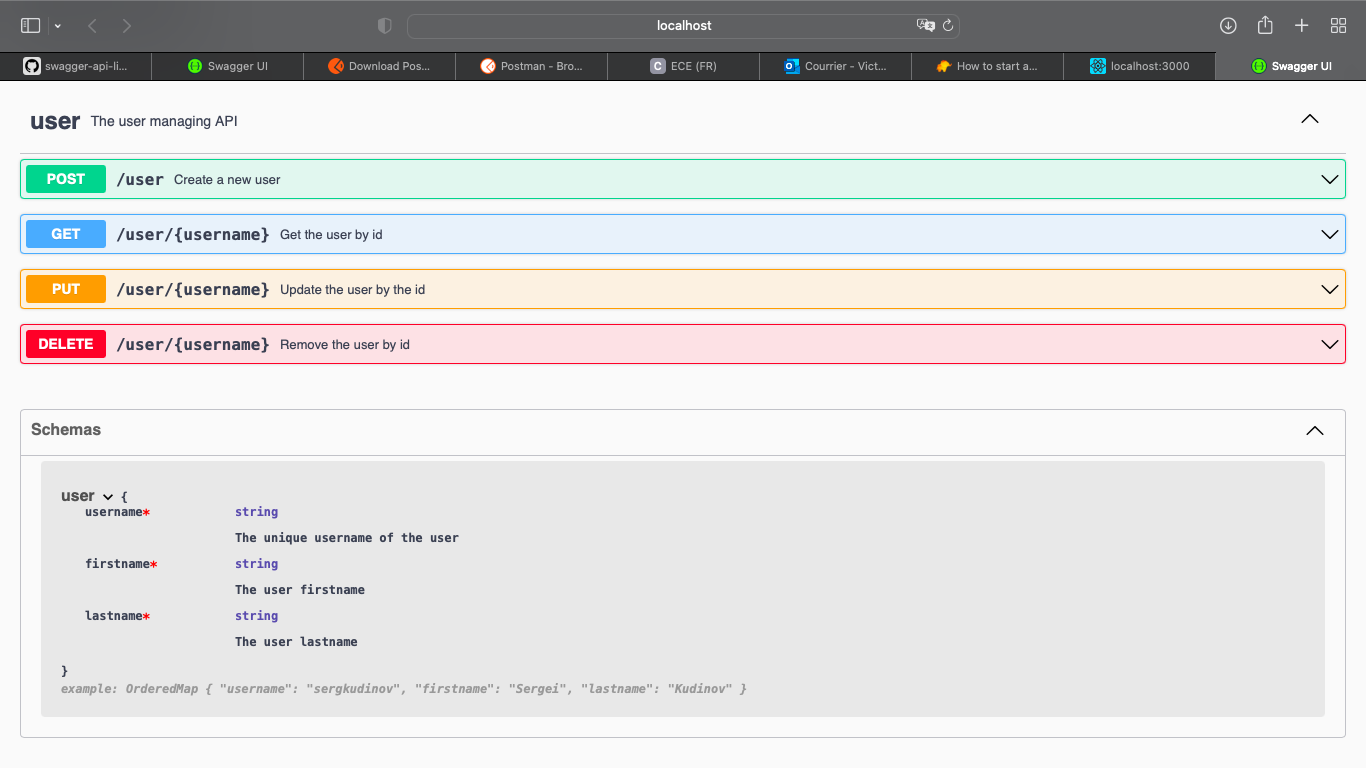 localhost
swagger-api-li...
Swagger UI
Download Pos...
Postman - Bro...
C ECE (FR)
Courrier – Vict...
How to start a...
localhost:3000
Swagger UI
user The user managing API
POST /user Create a new user
GET /user/{username} Get the user by id
PUT /user/{username} Update the user by the id
DELETE /user/{username} Remove the user by id
Schemas
user {
username* string
The unique username of the user
firstname* string
The user firstname
lastname* string
The user lastname
}
example: OrderedMap { "username": "sergkudinov", "firstname": "Sergei", "lastname": "Kudinov" }